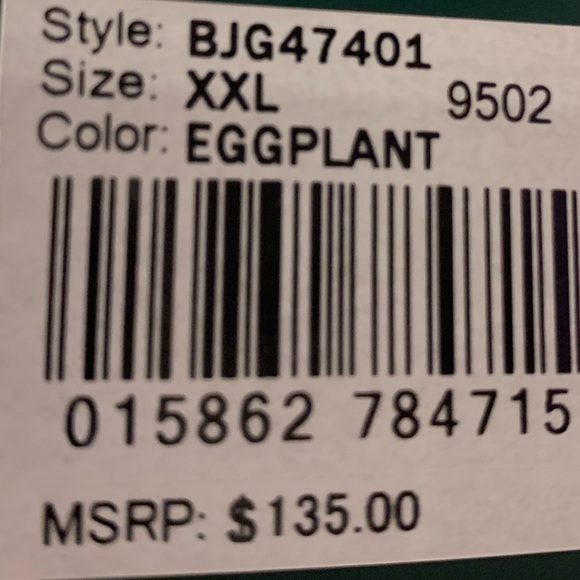 Style: BJG47401
Size: XXL 9502
Color: EGGPLANT
015862 784715
MSRP: $135.00